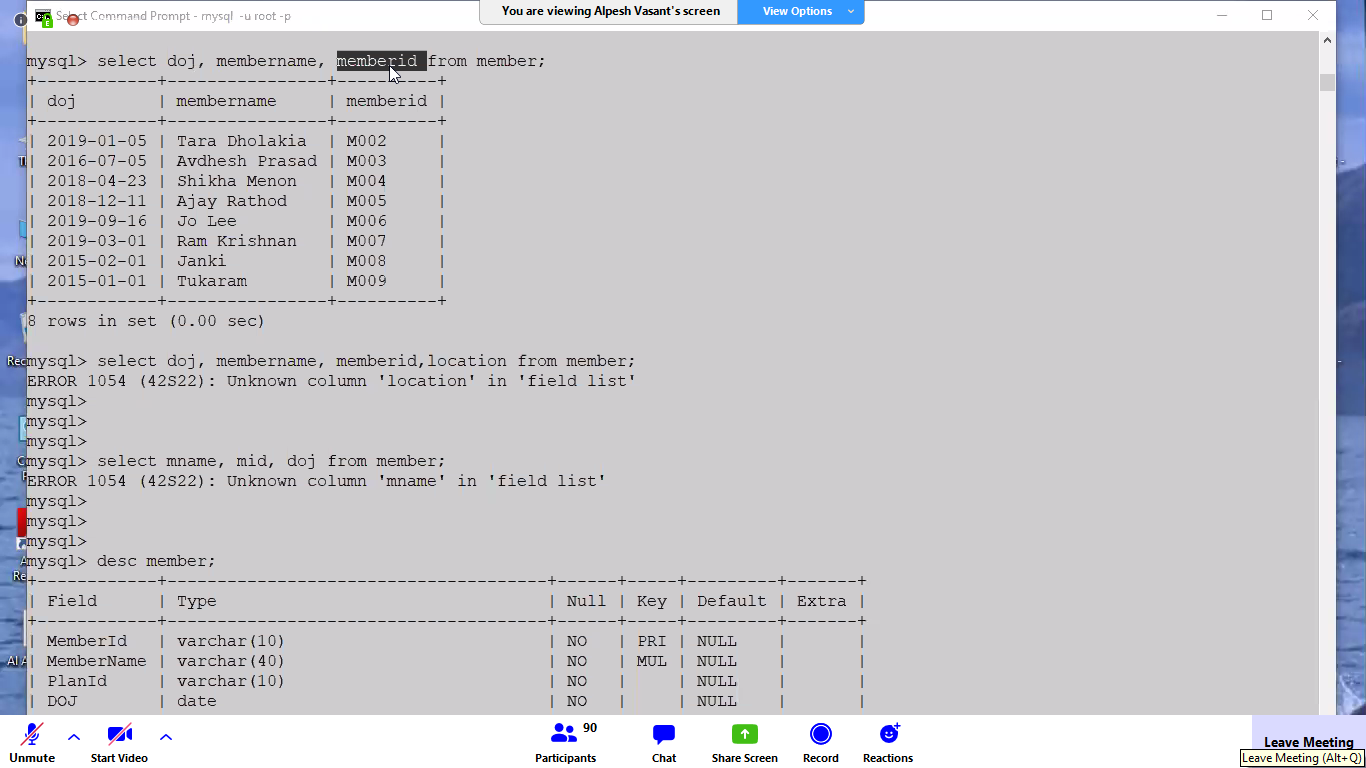 Select Command Prompt - mysql -u root -p
You are viewing Alpesh Vasant's screen
View Options
mysql> select doj, membername, memberid from member;
+------------+----------------+----------+
| doj | membername | memberid |
+------------+----------------+----------+
| 2019-01-05 | Tara Dholakia | M002 |
| 2016-07-05 | Avdhesh Prasad | M003 |
| 2018-04-23 | Shikha Menon | M004 |
| 2018-12-11 | Ajay Rathod | M005 |
| 2019-09-16 | Jo Lee | M006 |
| 2019-03-01 | Ram Krishnan | M007 |
| 2015-02-01 | Janki | M008 |
| 2015-01-01 | Tukaram | M009 |
+------------+----------------+----------+
8 rows in set (0.00 sec)
mysql> select doj, membername, memberid,location from member;
ERROR 1054 (42S22): Unknown column 'location' in 'field list'
mysql>
mysql>
mysql>
mysql> select mname, mid, doj from member;
ERROR 1054 (42S22): Unknown column 'mname' in 'field list'
mysql>
mysql>
mysql>
mysql> desc member;
+------------+--------------------------------------+------+-----+---------+-------+
| Field | Type | Null | Key | Default | Extra |
+------------+--------------------------------------+------+-----+---------+-------+
| MemberId | varchar(10) | NO | PRI | NULL | |
| MemberName | varchar(40) | NO | MUL | NULL | |
| PlanId | varchar(10) | NO | | NULL | |
| DOJ | date | NO | | NULL | |
90
Unmute
Start Video
Participants
Chat
Share Screen
Record
Reactions
Leave Meeting
Leave Meeting (Alt+Q)